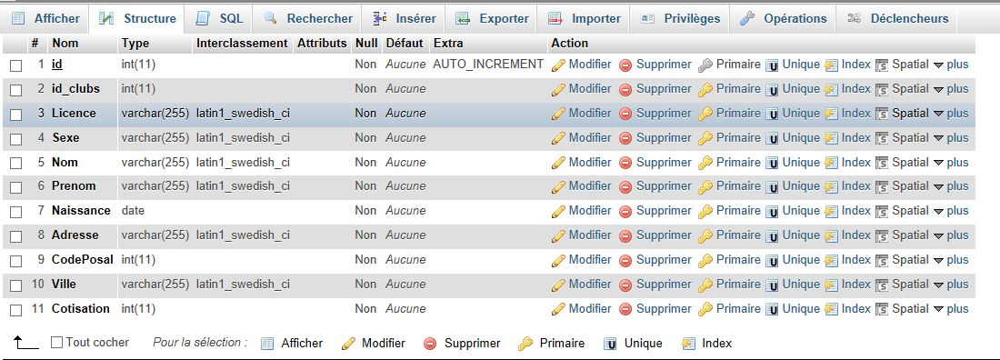 Afficher Structure SQL Rechercher Insérer Exporter Importer Privilèges Opérations Déclencheurs
# Nom Type Interclassement Attributs Null Défaut Extra Action
1 id int(11) Non Aucune AUTO_INCREMENT Modifier Supprimer Primaire Unique Index Spatial plus
2 id_clubs int(11) Non Aucune Modifier Supprimer Primaire Unique Index Spatial plus
3 Licence varchar(255) latin1_swedish_ci Non Aucune Modifier Supprimer Primaire Unique Index Spatial plus
4 Sexe varchar(255) latin1_swedish_ci Non Aucune Modifier Supprimer Primaire Unique Index Spatial plus
5 Nom varchar(255) latin1_swedish_ci Non Aucune Modifier Supprimer Primaire Unique Index Spatial plus
6 Prenom varchar(255) latin1_swedish_ci Non Aucune Modifier Supprimer Primaire Unique Index Spatial plus
7 Naissance date Non Aucune Modifier Supprimer Primaire Unique Index Spatial plus
8 Adresse varchar(255) latin1_swedish_ci Non Aucune Modifier Supprimer Primaire Unique Index Spatial plus
9 CodePosal int(11) Non Aucune Modifier Supprimer Primaire Unique Index Spatial plus
10 Ville varchar(255) latin1_swedish_ci Non Aucune Modifier Supprimer Primaire Unique Index Spatial plus
11 Cotisation int(11) Non Aucune Modifier Supprimer Primaire Unique Index Spatial plus
Tout cocher Pour la sélection : Afficher Modifier Supprimer Primaire Unique Index